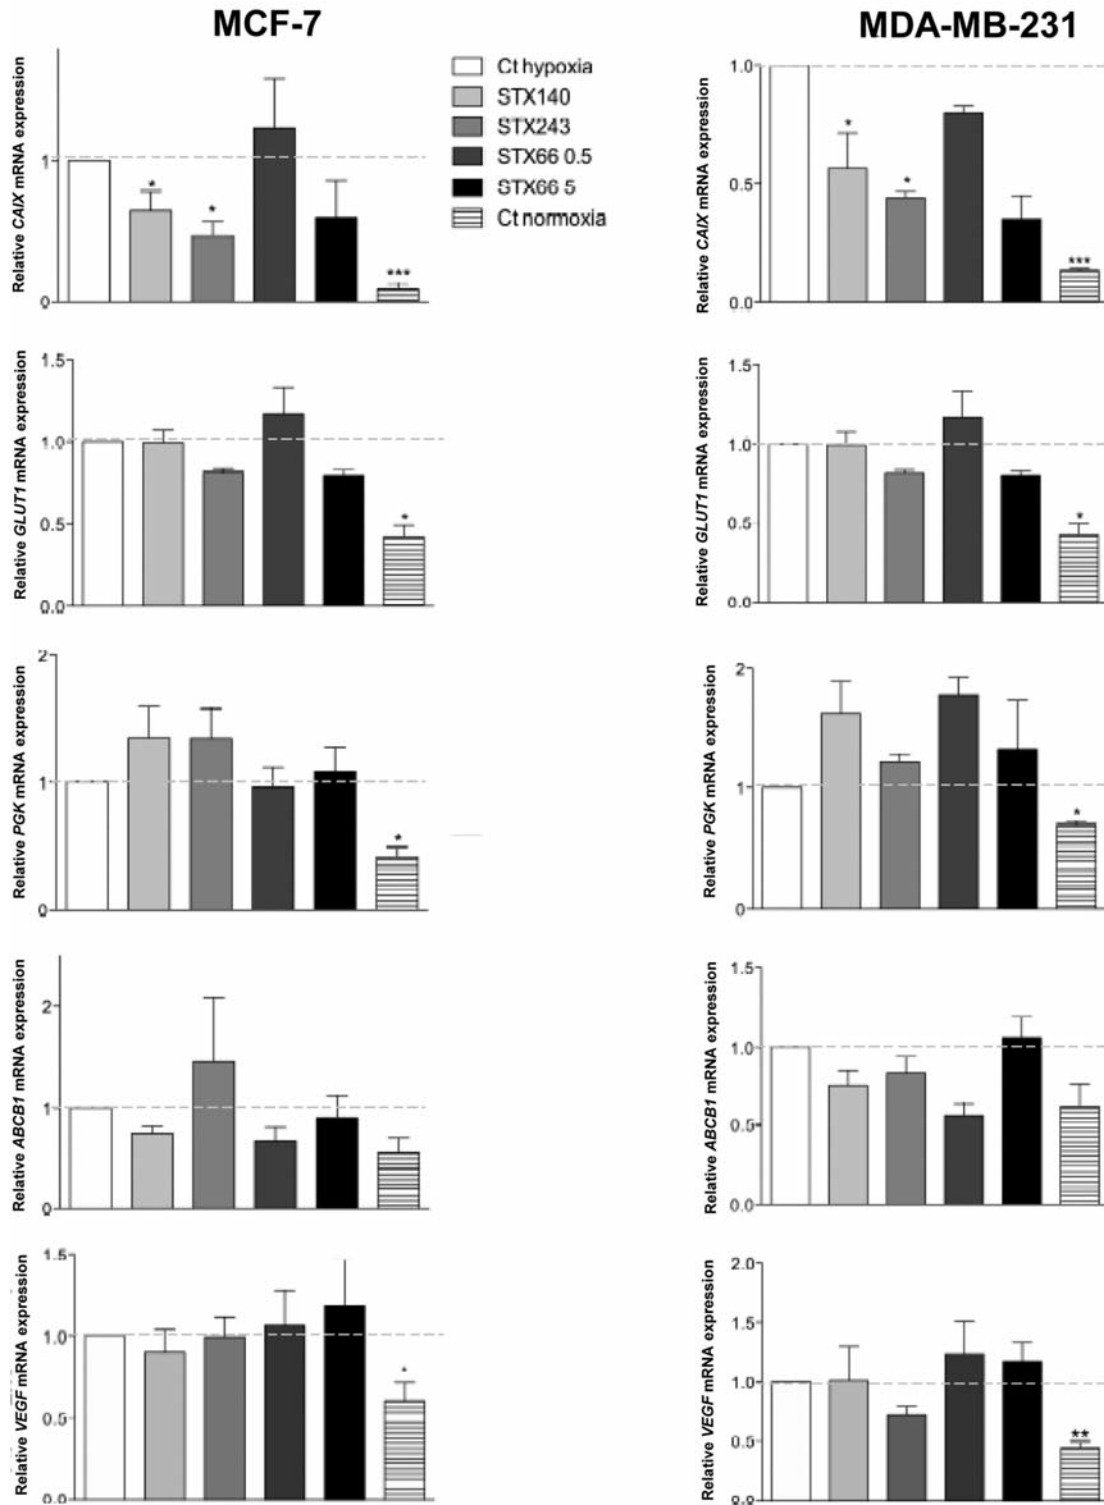 MCF-7
MDA-MB-231
Relative CAIX mRNA expression
1
0
*
*
***
Ct hypoxia
STX140
STX243
STX66 0.5
STX66 5
Ct normoxia
Relative CAIX mRNA expression
1.0
0.5
0.0
*
*
***
Relative GLUT1 mRNA expression
1.5
1.0
0.5
0.0
*
Relative GLUT1 mRNA expression
1.5
1.0
0.5
0.0
*
Relative PGK mRNA expression
2
1
0
*
Relative PGK mRNA expression
2
1
0
*
Relative ABCB1 mRNA expression
2
1
0
Relative ABCB1 mRNA expression
1.5
1.0
0.5
0.0
Relative VEGF mRNA expression
1.5
1.0
0.5
0.0
*
Relative VEGF mRNA expression
2.0
1.5
1.0
0.5
0.0
**